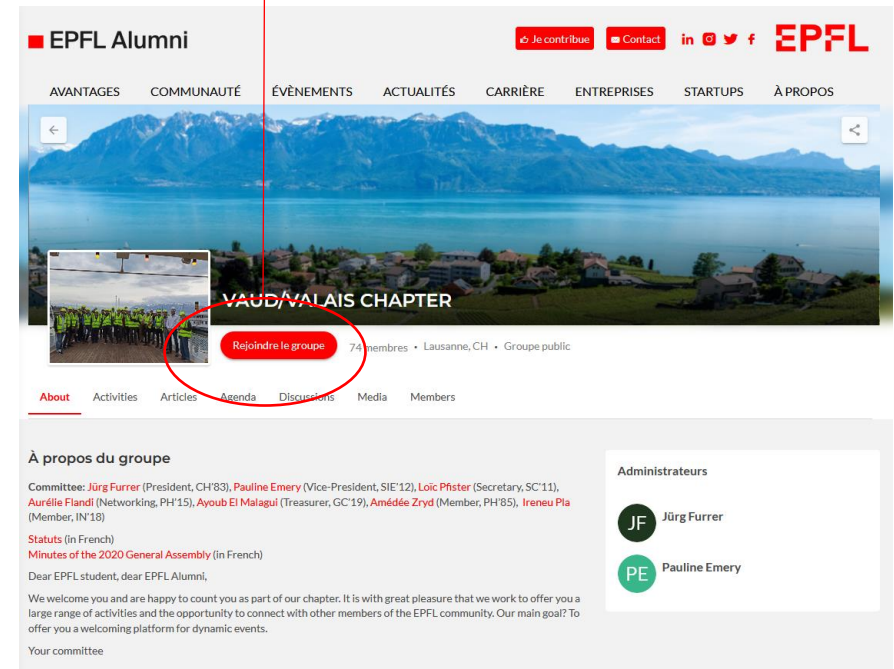 EPFL Alumni
Je contribue
Contact
EPFL
AVANTAGES COMMUNAUTÉ ÉVÈNEMENTS ACTUALITÉS CARRIÈRE ENTREPRISES STARTUPS À PROPOS
VAUD/VALAIS CHAPTER
Rejoindre le groupe
74 membres • Lausanne, CH • Groupe public
About Activities Articles Agenda Discussions Media Members
À propos du groupe
Committee: Jürg Furrer (President, CH'83), Pauline Emery (Vice-President, SIE'12), Loïc Pfister (Secretary, SC'11),
Aurélie Flandi (Networking, PH'15), Ayoub El Malagui (Treasurer, GC'19), Amédée Zryd (Member, PH'85), Ireneu Pla
(Member, IN'18)
Statuts (in French)
Minutes of the 2020 General Assembly (in French)
Dear EPFL student, dear EPFL Alumni,
We welcome you and are happy to count you as part of our chapter. It is with great pleasure that we work to offer you a
large range of activities and the opportunity to connect with other members of the EPFL community. Our main goal? To
offer you a welcoming platform for dynamic events.
Your committee
Administrateurs
JF Jürg Furrer
PE Pauline Emery